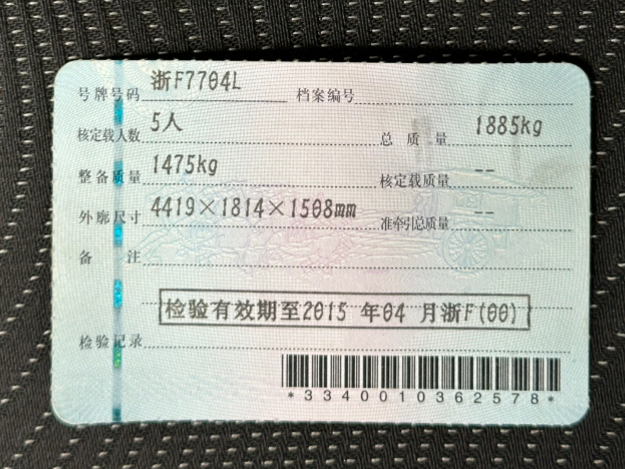 号牌号码 浙F7704L 档案编号
核定载人数 5人 总质量 1885kg
整备质量 1475kg 核定载质量 --
外廓尺寸 4419×1814×1508mm 准牵引总质量 --
备注
检验有效期至2015 年04 月浙F(00)
检验记录
*3340010362578*